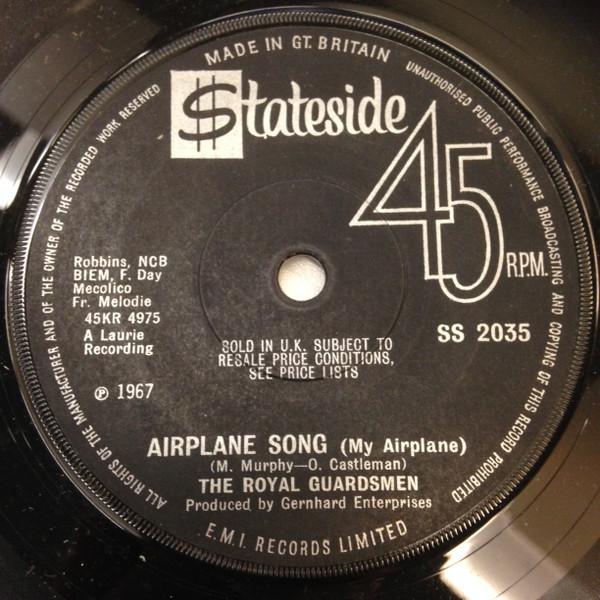 MADE IN GT. BRITAIN
UNAUTHORISED PUBLIC PERFORMANCE BROADCASTING AND COPYING OF THIS RECORD PROHIBITED
ALL RIGHTS OF THE MANUFACTURER AND OF THE OWNER OF THE RECORDED WORK RESERVED
$tateside
45 R.P.M.
Robbins, NCB
BIEM, F. Day
Mecolico
Fr. Melodie
45KR 4975
A Laurie
Recording
℗ 1967
SS 2035
SOLD IN U.K. SUBJECT TO
RESALE PRICE CONDITIONS,
SEE PRICE LISTS
AIRPLANE SONG (My Airplane)
(M. Murphy—O. Castleman)
THE ROYAL GUARDSMEN
Produced by Gernhard Enterprises
E.M.I. RECORDS LIMITED